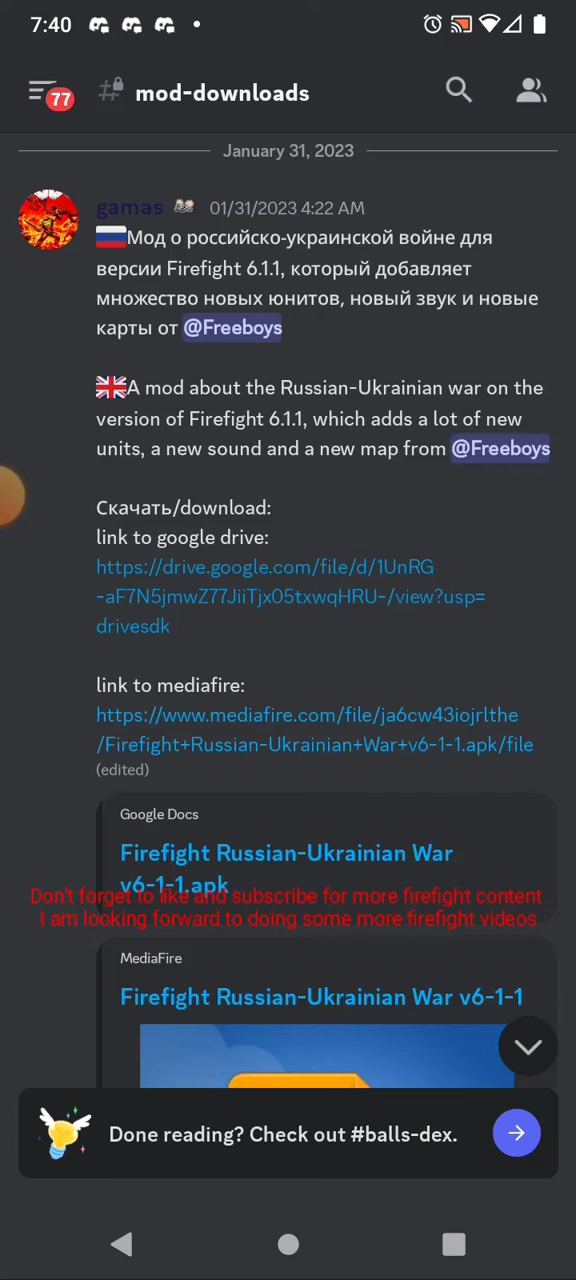 7:40
77
mod-downloads
January 31, 2023
gamas 01/31/2023 4:22 AM
Мод о российско-украинской войне для
версии Firefight 6.1.1, который добавляет
множество новых юнитов, новый звук и новые
карты от @Freeboys
A mod about the Russian-Ukrainian war on the
version of Firefight 6.1.1, which adds a lot of new
units, a new sound and a new map from @Freeboys
Скачать/download:
link to google drive:
https://drive.google.com/file/d/1UnRG
-aF7N5jmwZ77JiiTjx05txwqHRU-/view?usp=
drivesdk
link to mediafire:
https://www.mediafire.com/file/ja6cw43iojrlthe
/Firefight+Russian-Ukrainian+War+v6-1-1.apk/file
(edited)
Google Docs
Firefight Russian-Ukrainian War
v6-1-1.apk
Don't forget to like and subscribe for more firefight content
I am looking forward to doing some more firefight videos
MediaFire
Firefight Russian-Ukrainian War v6-1-1
Done reading? Check out #balls-dex.